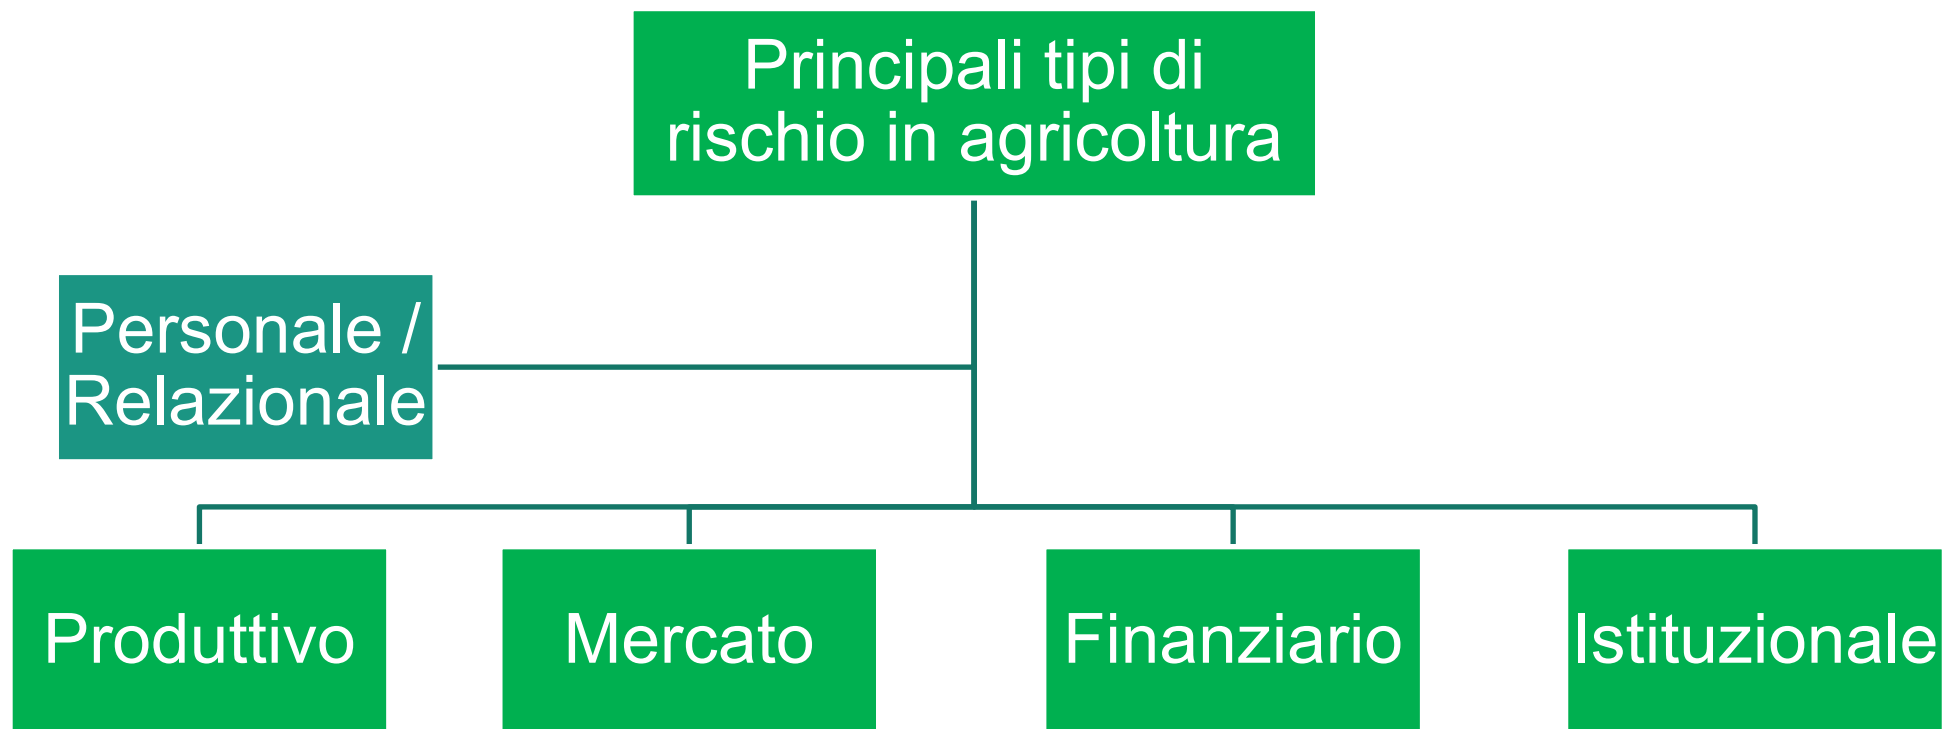 Principali tipi di
rischio in agricoltura
Personale /
Relazionale
Produttivo
Mercato
Finanziario
Istituzionale